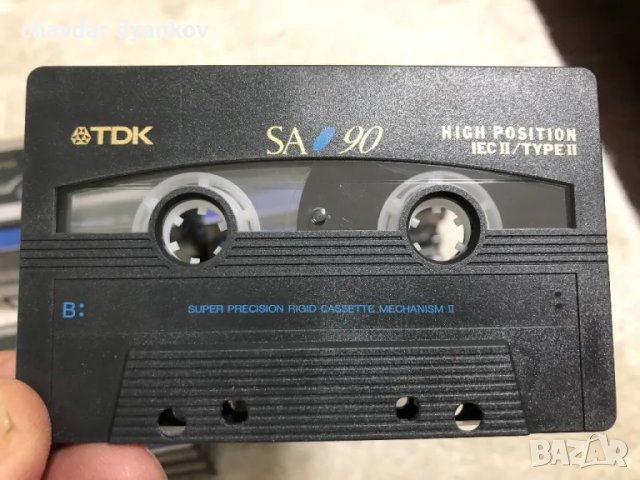 chavdar dyankov
TDK
SA 90
HIGH POSITION
IEC II/TYPE II
B:
SUPER PRECISION RIGID CASSETTE MECHANISM II
BAZAR